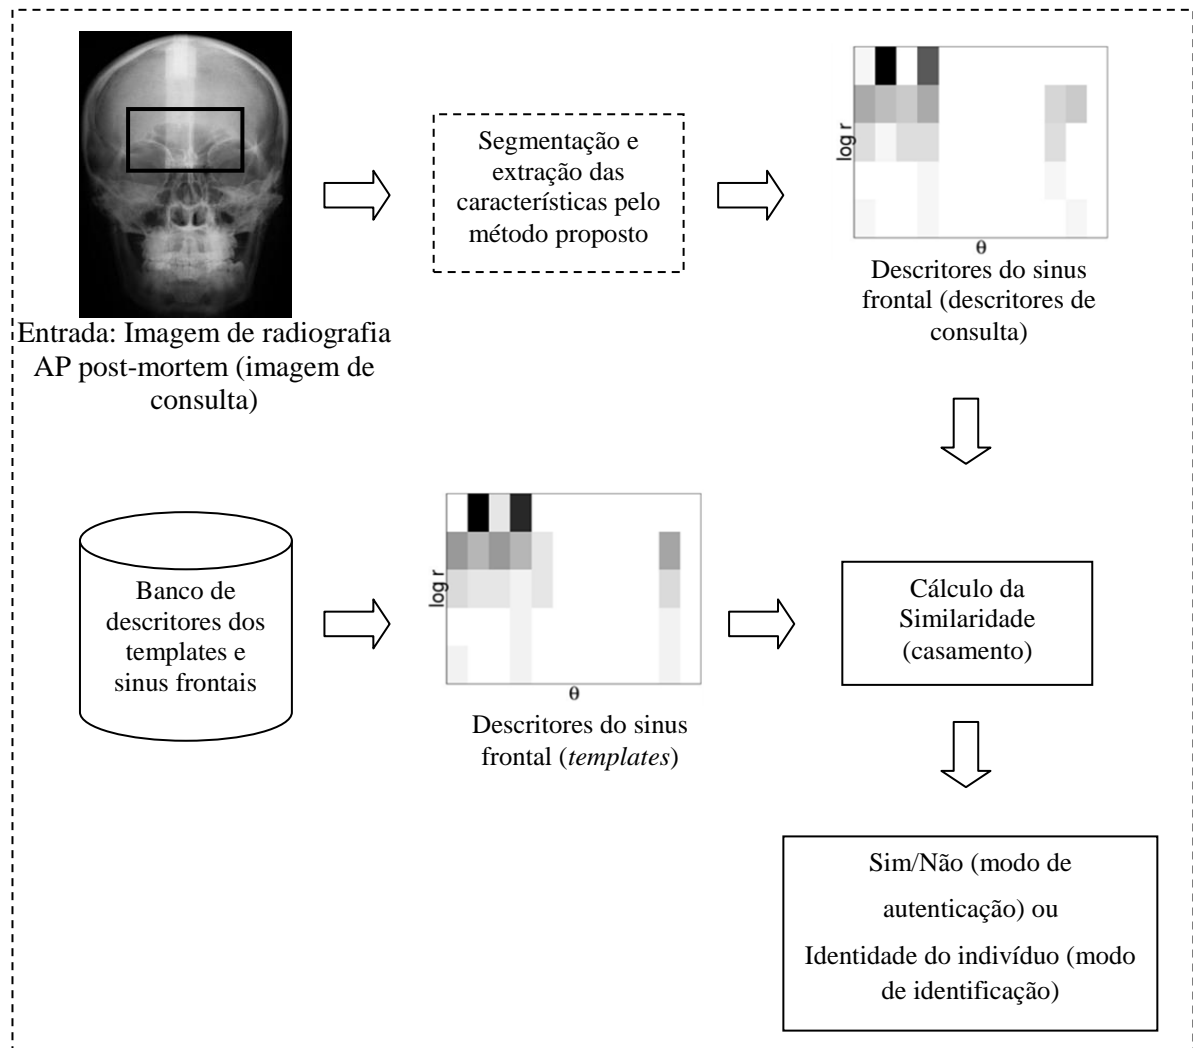 Segmentação e
extração das
características pelo
método proposto
log r
θ
Descritores do sinus
frontal (descritores de
consulta)
Entrada: Imagem de radiografia
AP post-mortem (imagem de
consulta)
Banco de
descritores dos
templates e
sinus frontais
log r
θ
Descritores do sinus
frontal (templates)
Cálculo da
Similaridade
(casamento)
Sim/Não (modo de
autenticação) ou
Identidade do indivíduo (modo
de identificação)